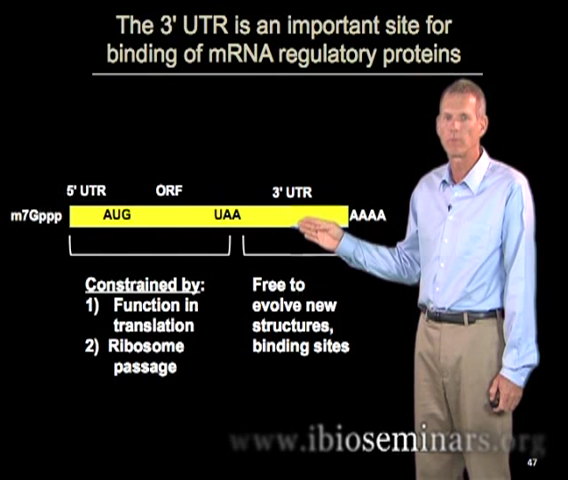 The 3' UTR is an important site for
binding of mRNA regulatory proteins
5' UTR ORF 3' UTR
m7Gppp AUG UAA AAAA
Constrained by:
1) Function in
translation
2) Ribosome
passage
Free to
evolve new
structures,
binding sites
www.ibioseminars.org
47